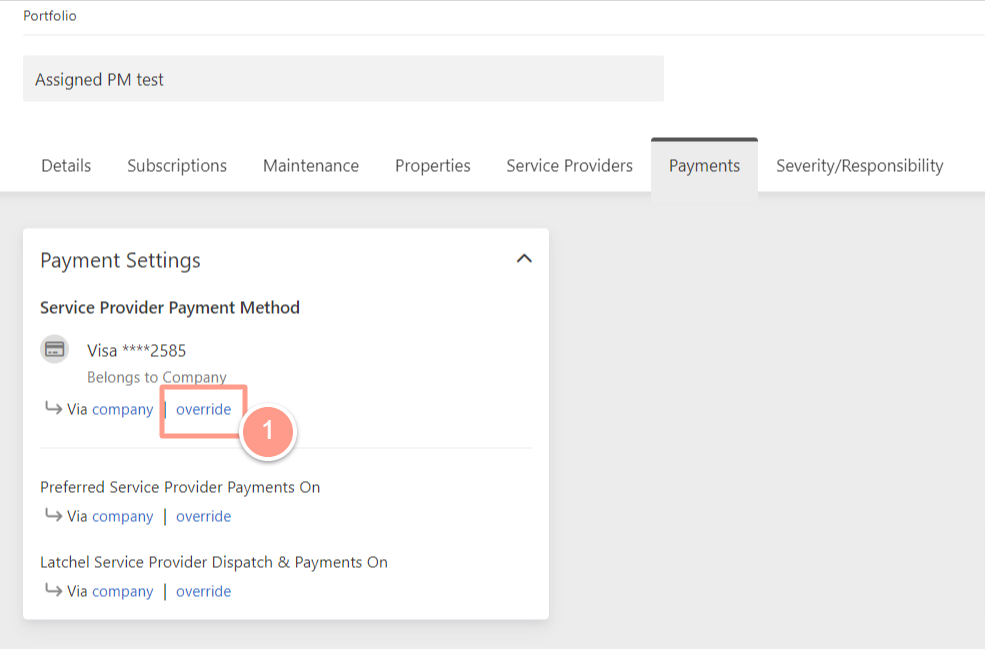 Portfolio
Assigned PM test
Details Subscriptions Maintenance Properties Service Providers Payments Severity/Responsibility
Payment Settings
Service Provider Payment Method
Visa ****2585
Belongs to Company
Via company | override
1
Preferred Service Provider Payments On
Via company | override
Latchel Service Provider Dispatch & Payments On
Via company | override